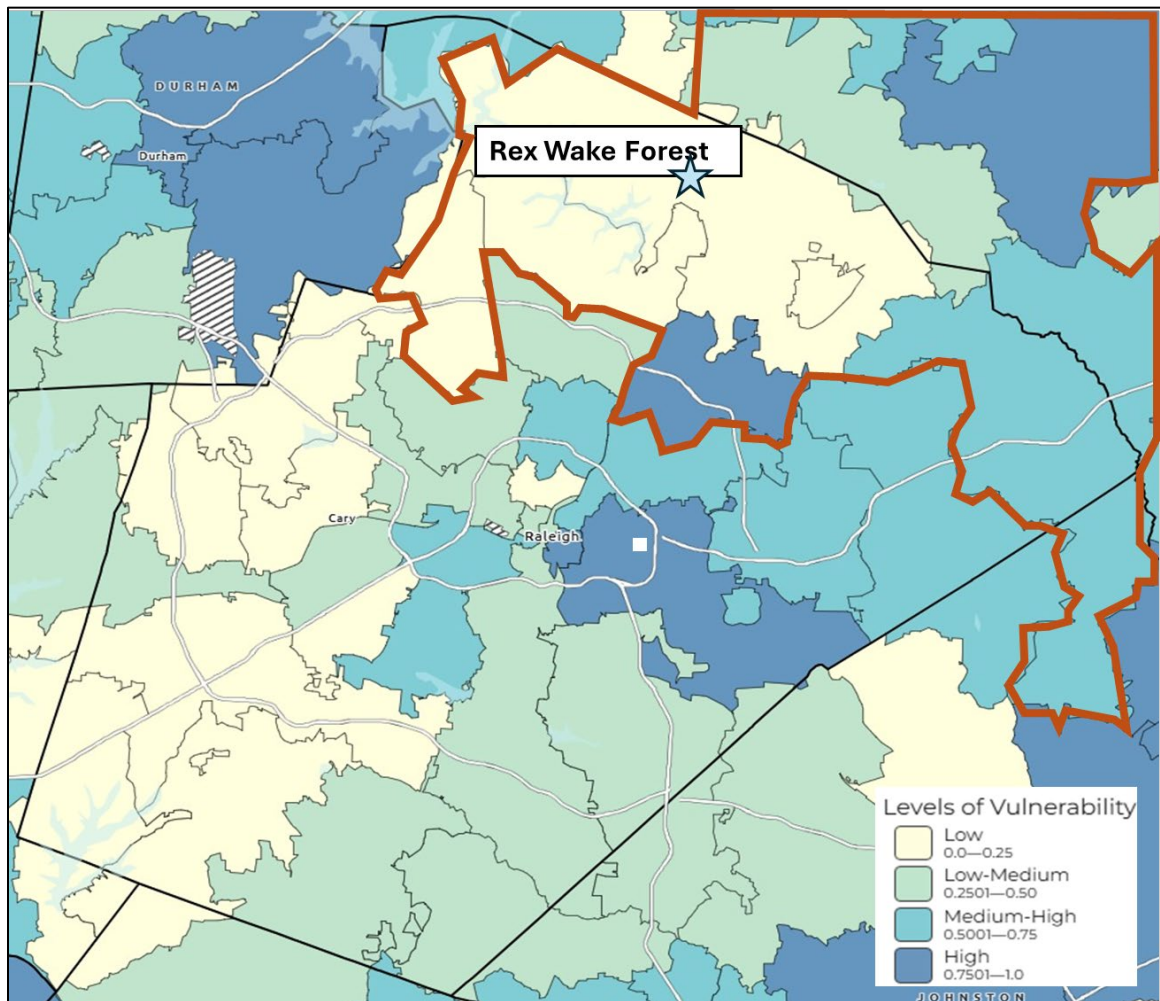 DURHAM
Durham
Rex Wake Forest
Cary
Raleigh
Levels of Vulnerability
Low
0.0—0.25
Low-Medium
0.2501—0.50
Medium-High
0.5001—0.75
High
0.7501—1.0
JOHNSTON